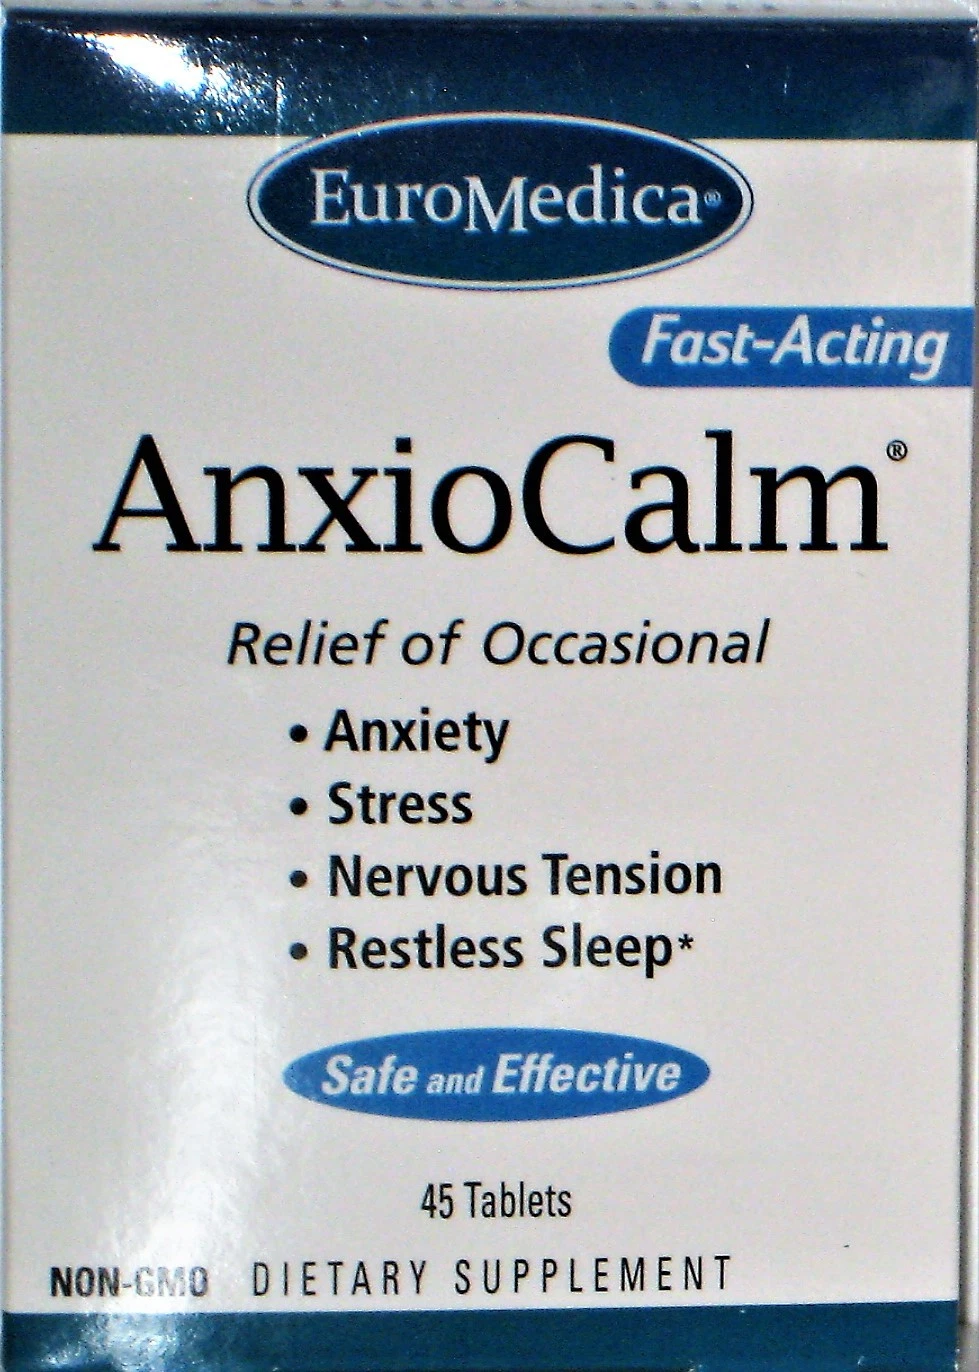 EuroMedica®
Fast-Acting
AnxioCalm®
Relief of Occasional
• Anxiety
• Stress
• Nervous Tension
• Restless Sleep*
Safe and Effective
45 Tablets
NON-GMO DIETARY SUPPLEMENT